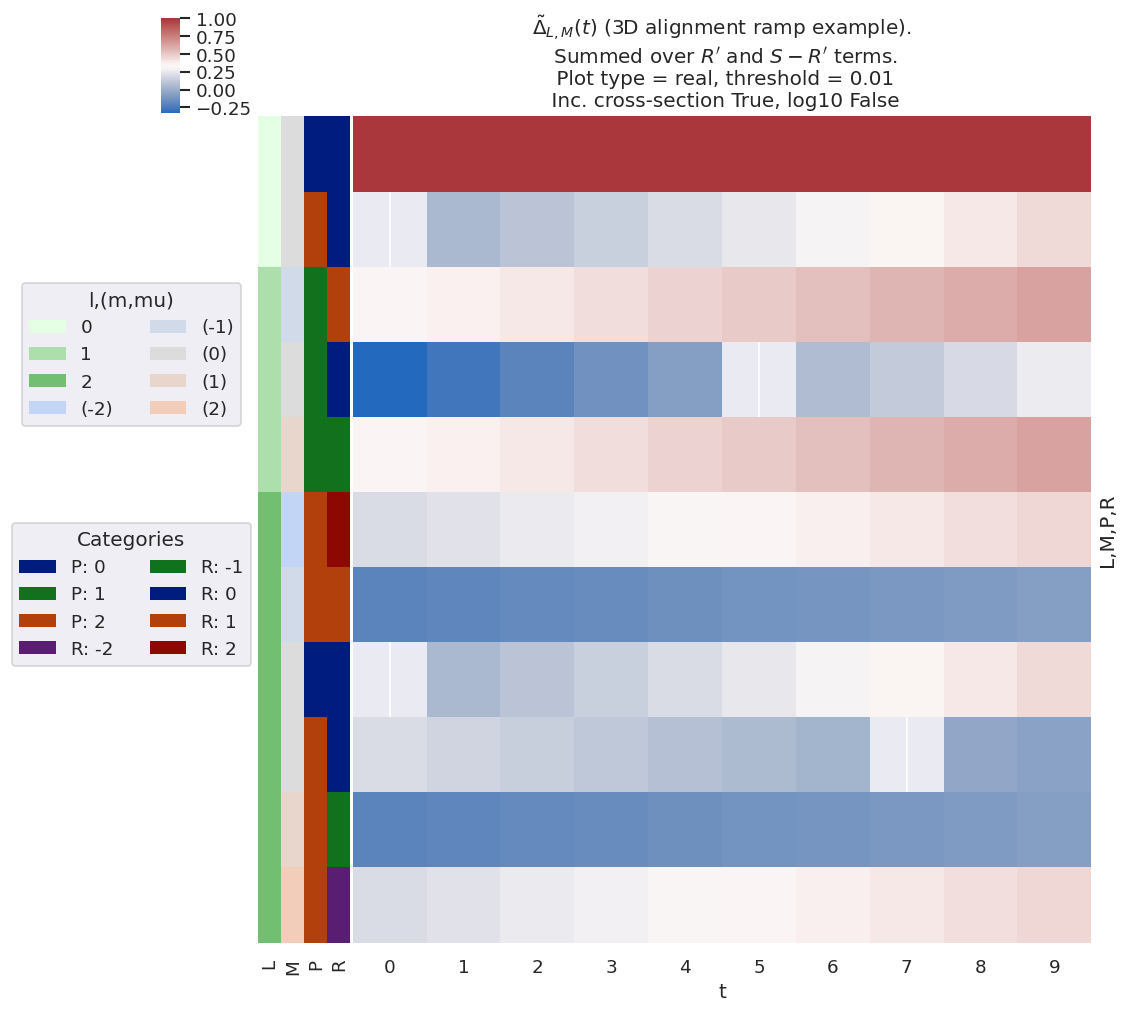 1.00
0.75
0.50
0.25
0.00
−0.25
Δ̃_{L,M}(t) (3D alignment ramp example).
Summed over R′ and S − R′ terms.
Plot type = real, threshold = 0.01
Inc. cross-section True, log10 False
l,(m,mu)
0 (-1)
1 (0)
2 (1)
(-2) (2)
Categories
P: 0 R: -1
P: 1 R: 0
P: 2 R: 1
R: -2 R: 2
L,M,P,R
L M P R 0 1 2 3 4 5 6 7 8 9
t